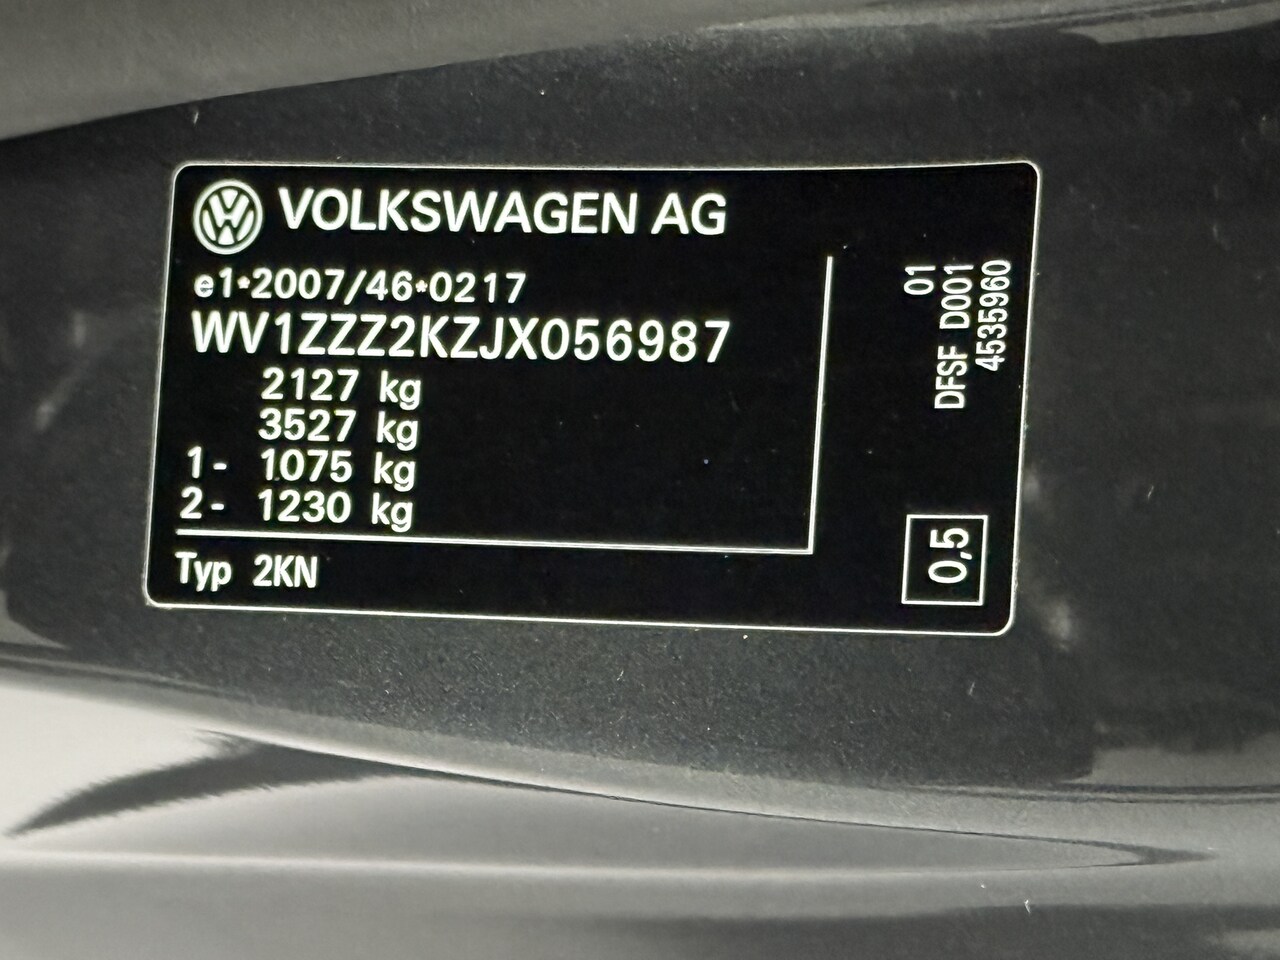 VOLKSWAGEN AG
e1*2007/46*0217
WV1ZZZ2KZJX056987
2127 kg
3527 kg
1- 1075 kg
2- 1230 kg
Typ 2KN
01
DFSF D001
4535960
0,5